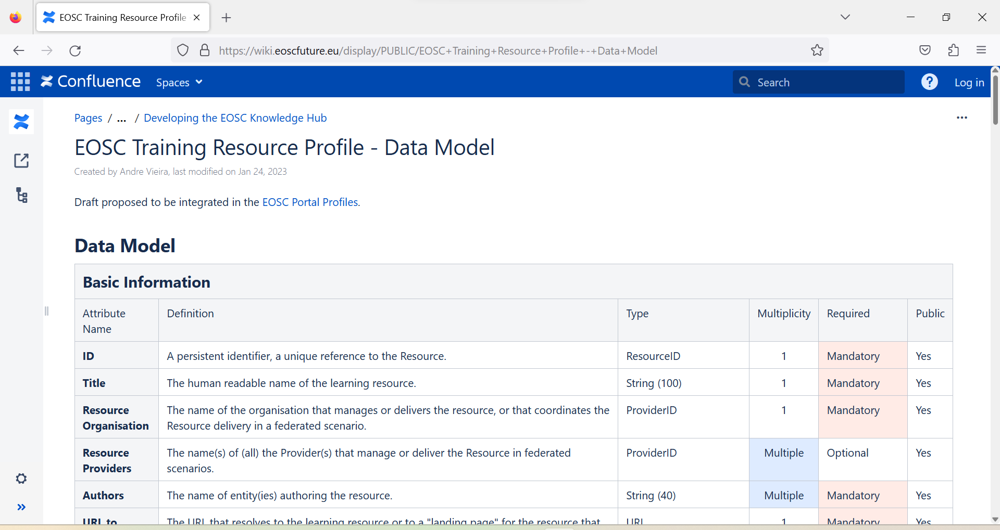 EOSC Training Resource Profile
https://wiki.eoscfuture.eu/display/PUBLIC/EOSC+Training+Resource+Profile+-+Data+Model
Confluence Spaces Search ? Log in
Pages / ... / Developing the EOSC Knowledge Hub
EOSC Training Resource Profile - Data Model
Created by Andre Vieira, last modified on Jan 24, 2023
Draft proposed to be integrated in the EOSC Portal Profiles.
Data Model
Basic Information
Attribute Name Definition Type Multiplicity Required Public
ID A persistent identifier, a unique reference to the Resource. ResourceID 1 Mandatory Yes
Title The human readable name of the learning resource. String (100) 1 Mandatory Yes
Resource Organisation The name of the organisation that manages or delivers the resource, or that coordinates the Resource delivery in a federated scenario. ProviderID 1 Mandatory Yes
Resource Providers The name(s) of (all) the Provider(s) that manage or deliver the Resource in federated scenarios. ProviderID Multiple Optional Yes
Authors The name of entity(ies) authoring the resource. String (40) Multiple Mandatory Yes
URL to The URL that resolves to the learning resource or to a "landing page" for the resource that URL 1 Mandatory Yes